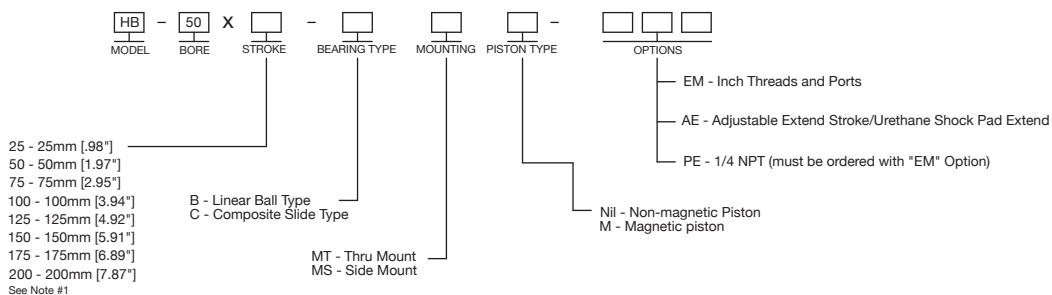 HB - 50 X - - 
MODEL BORE STROKE BEARING TYPE MOUNTING PISTON TYPE OPTIONS
EM - Inch Threads and Ports
AE - Adjustable Extend Stroke/Urethane Shock Pad Extend
PE - 1/4 NPT (must be ordered with "EM" Option)
25 - 25mm [.98"]
50 - 50mm [1.97"]
75 - 75mm [2.95"]
100 - 100mm [3.94"]
125 - 125mm [4.92"]
150 - 150mm [5.91"]
175 - 175mm [6.89"]
200 - 200mm [7.87"]
See Note #1
B - Linear Ball Type
C - Composite Slide Type
MT - Thru Mount
MS - Side Mount
Nil - Non-magnetic Piston
M - Magnetic piston